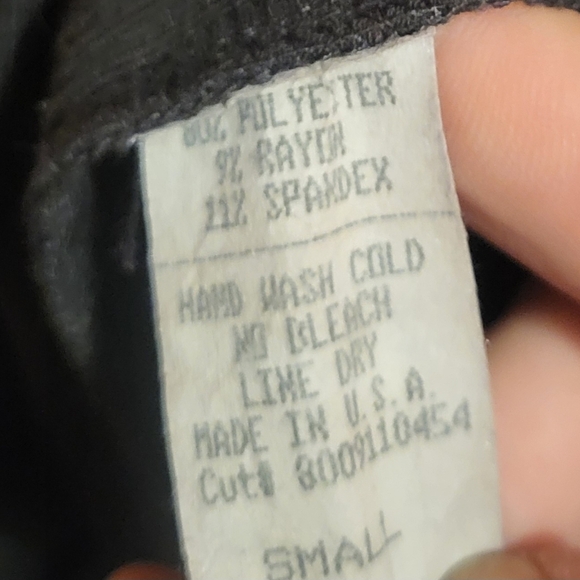 80% POLYESTER
9% RAYON
11% SPANDEX
HAND WASH COLD
NO BLEACH
LINE DRY
MADE IN U.S.A.
Cut# 8009110454
SMALL